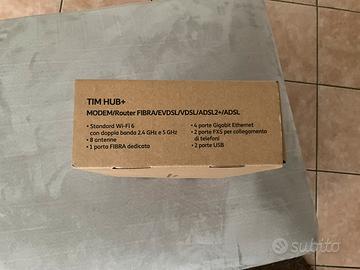 TIM HUB+
MODEM/Router FIBRA/EVDSL/VDSL/ADSL2+/ADSL
• Standard Wi-Fi 6
con doppia banda 2.4 GHz e 5 GHz
• 8 antenne
• 1 porta FIBRA dedicata
• 4 porte Gigabit Ethernet
• 2 porte FXS per collegamento
di telefoni
• 2 porte USB
subito